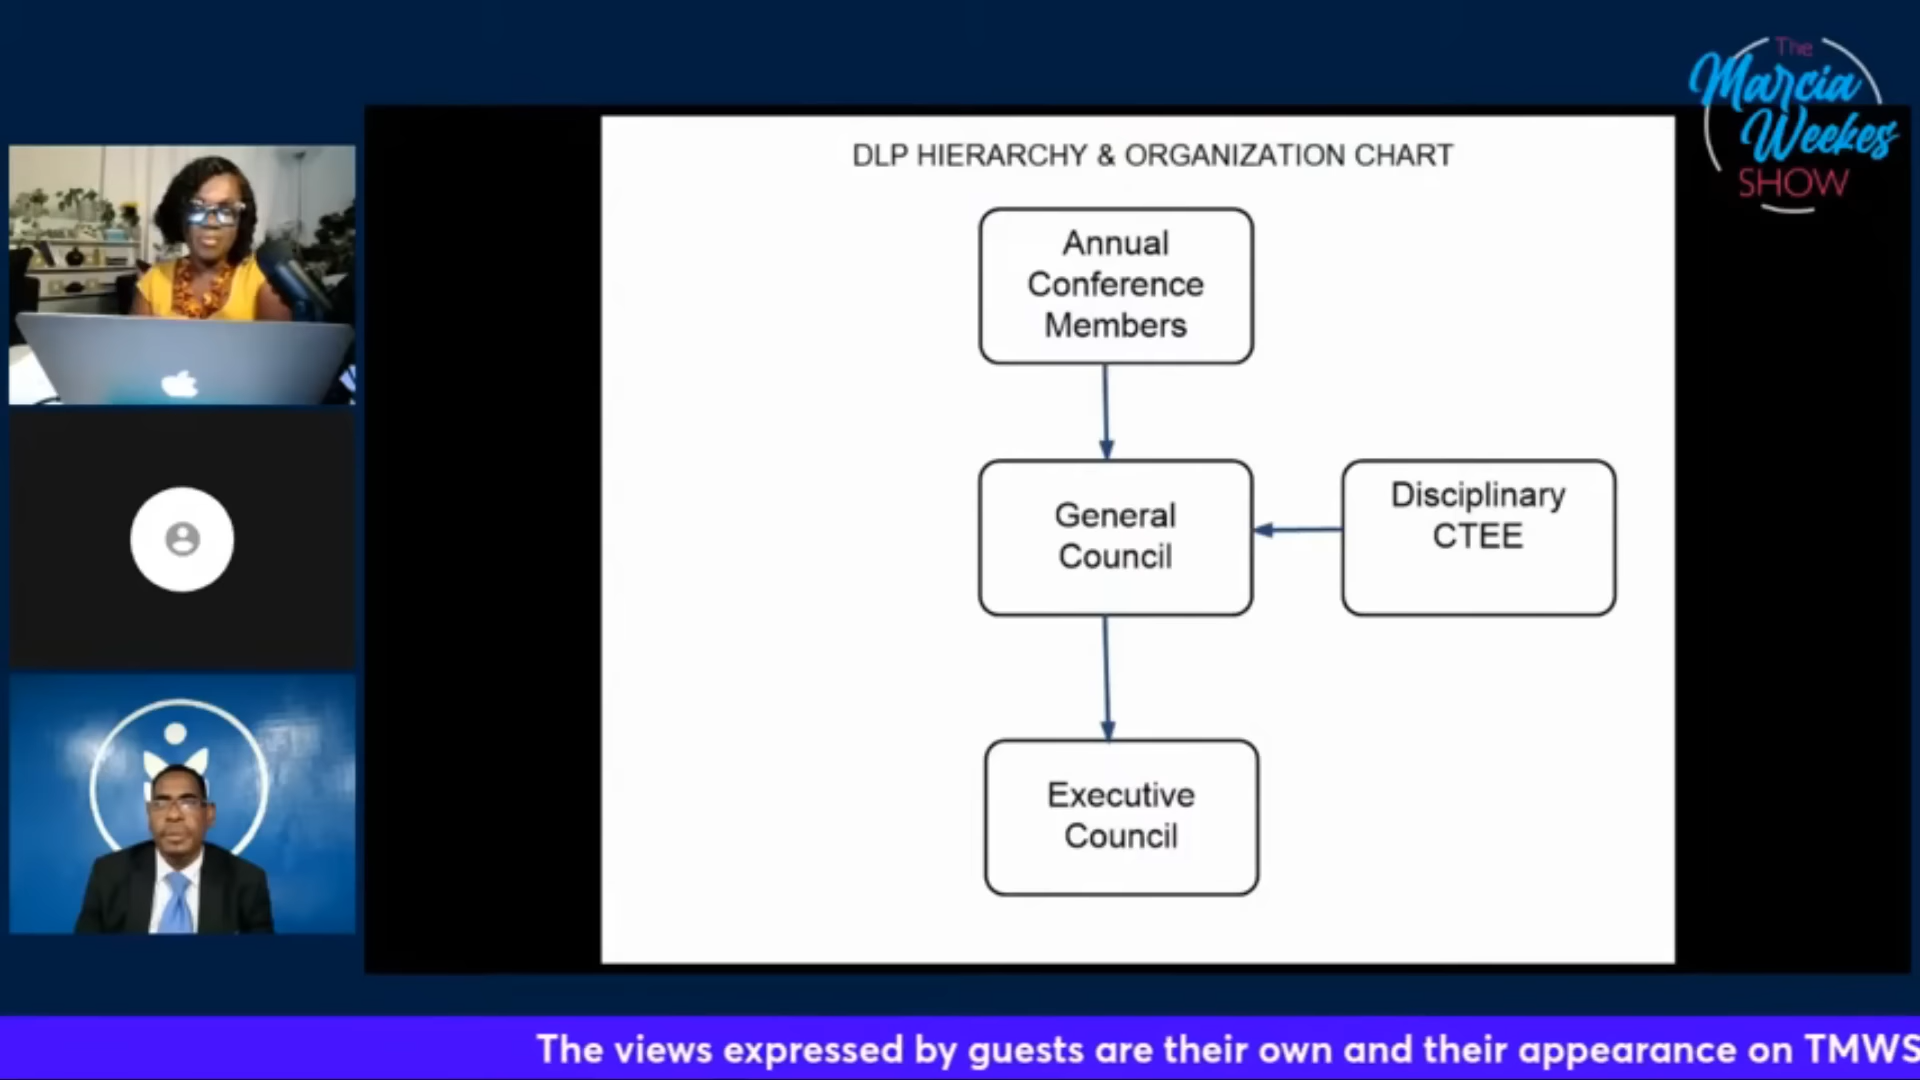 The
Marcia
Weekes
SHOW
DLP HIERARCHY & ORGANIZATION CHART
Annual
Conference
Members
General
Council
Disciplinary
CTEE
Executive
Council
The views expressed by guests are their own and their appearance on TMWS